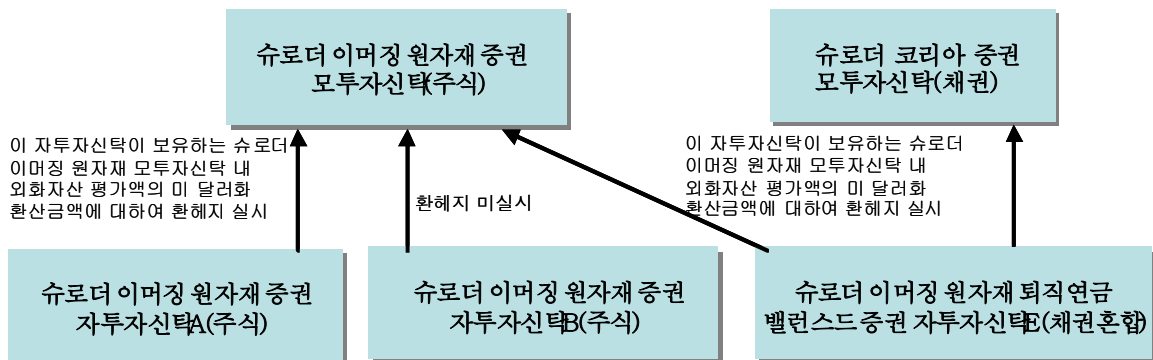 슈로더 이머징 원자재 증권
모투자신탁(주식)
슈로더 코리아 증권
모투자신탁(채권)
이 자투자신탁이 보유하는 슈로더
이머징 원자재 모투자신탁 내
외화자산 평가액의 미 달러화
환산금액에 대하여 환헤지 실시
환헤지 미실시
이 자투자신탁이 보유하는 슈로더
이머징 원자재 모투자신탁 내
외화자산 평가액의 미 달러화
환산금액에 대하여 환헤지 실시
슈로더 이머징 원자재 증권
자투자신탁A(주식)
슈로더 이머징 원자재 증권
자투자신탁B(주식)
슈로더 이머징 원자재 퇴직연금
밸런스드증권 자투자신탁E(채권혼합)